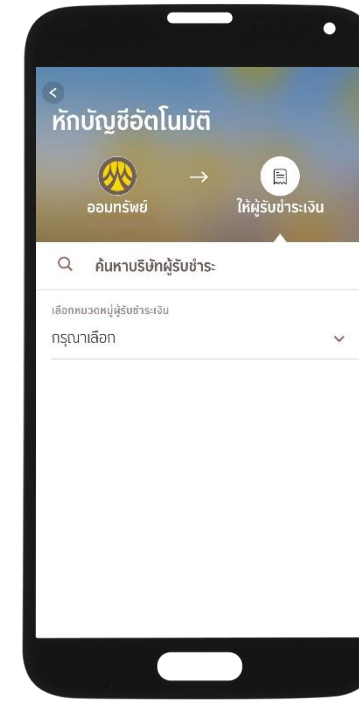 หักบัญชีอัตโนมัติ
ออมทรัพย์
ให้ผู้รับชำระเงิน
ค้นหาบริษัทผู้รับชำระ
เลือกหมวดหมู่ผู้รับชำระเงิน
กรุณาเลือก